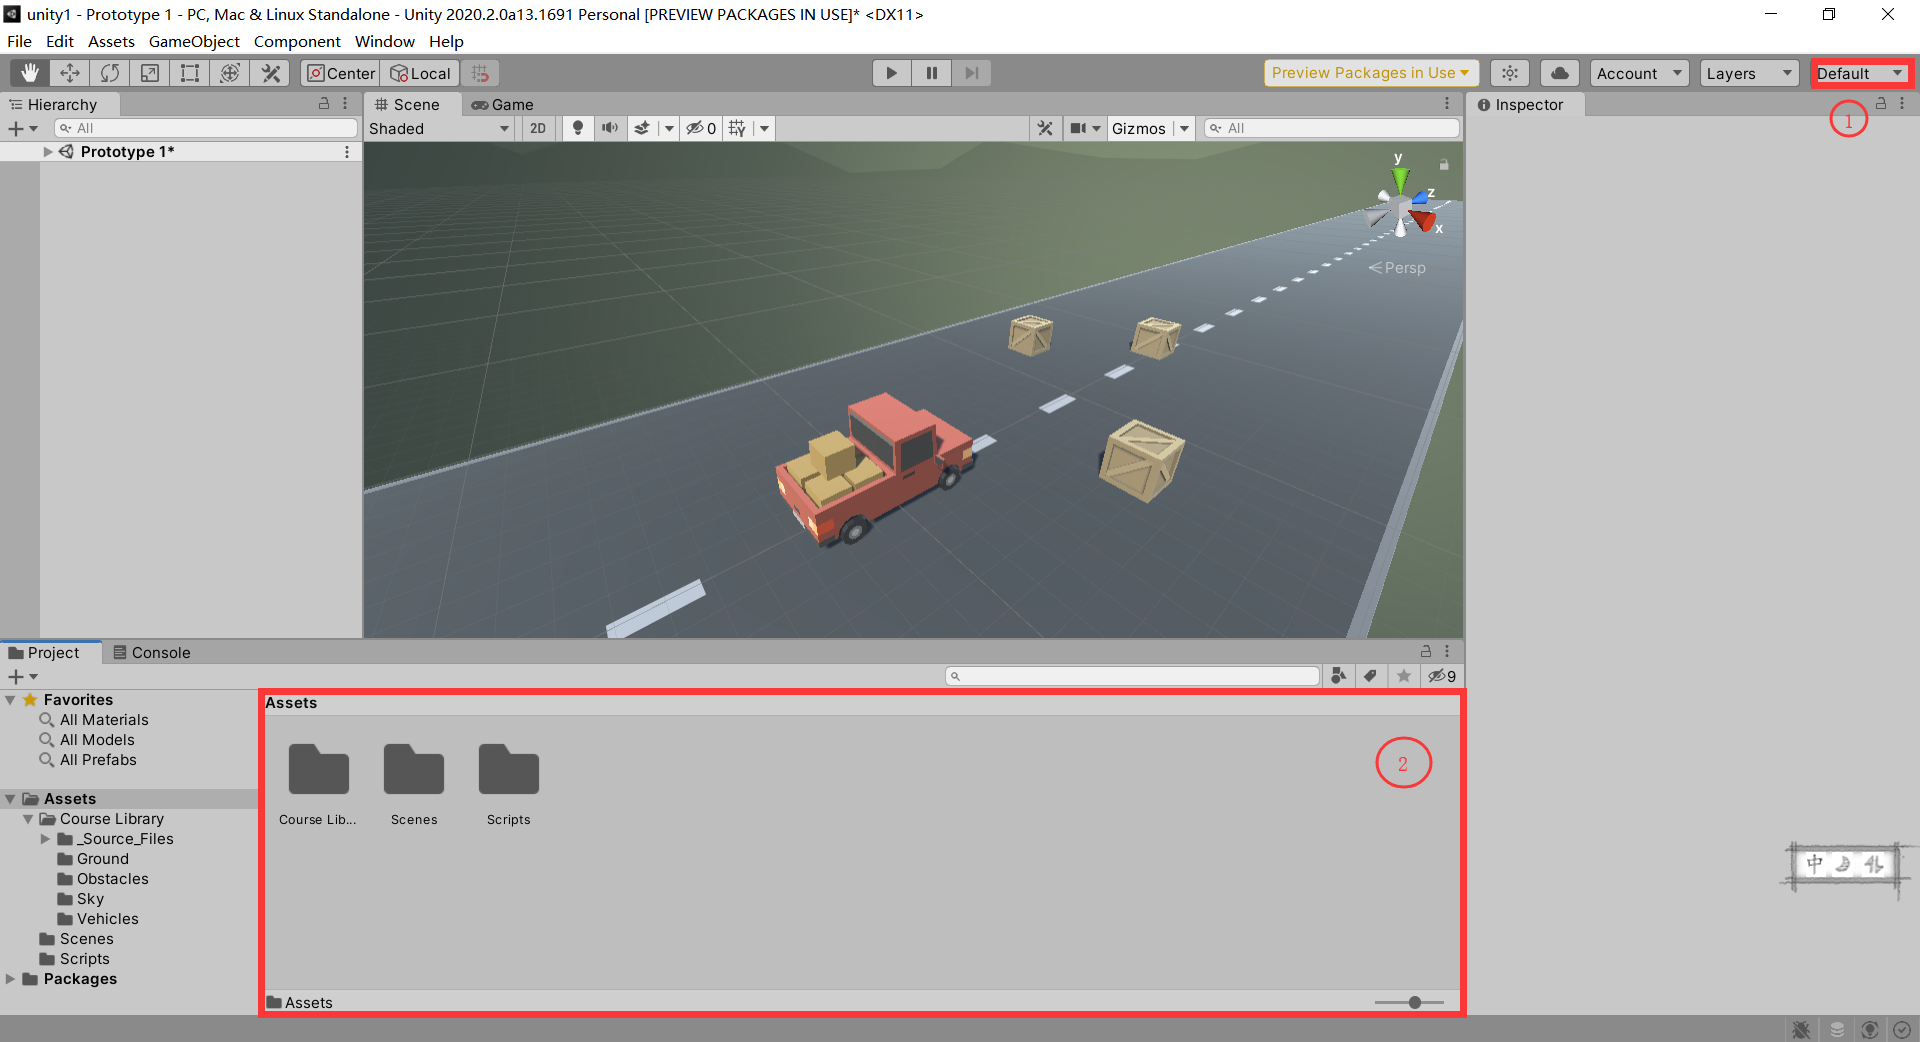 unity1 - Prototype 1 - PC, Mac & Linux Standalone - Unity 2020.2.0a13.1691 Personal [PREVIEW PACKAGES IN USE]* <DX11>
File Edit Assets GameObject Component Window Help
Center Local Preview Packages in Use Account Layers Default
Hierarchy
Scene Game
Inspector
All
Shaded 2D 0 Gizmos All
1
Prototype 1*
y
z
x
Persp
Project Console
9
Favorites
All Materials
All Models
All Prefabs
Assets
Course Library
_Source_Files
Ground
Obstacles
Sky
Vehicles
Scenes
Scripts
Packages
Assets
2
Course Lib... Scenes Scripts
Assets
中